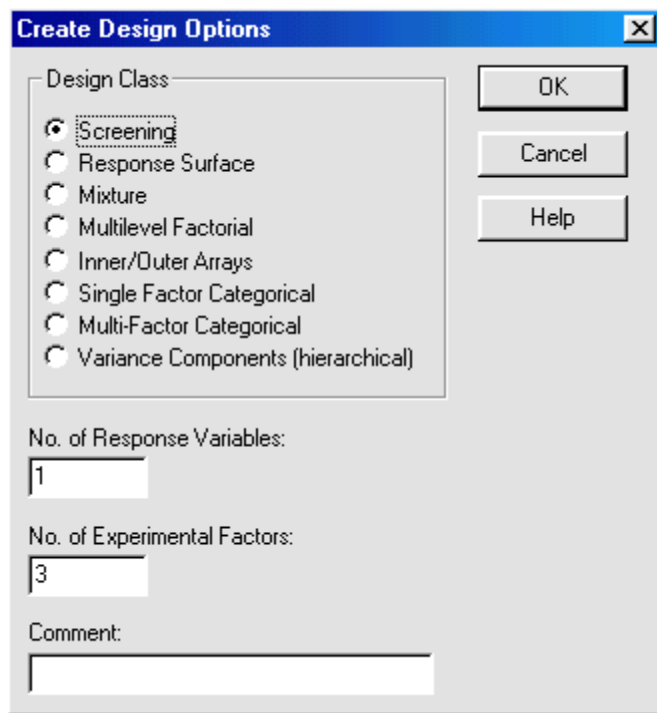 Create Design Options
Design Class
Screening
Response Surface
Mixture
Multilevel Factorial
Inner/Outer Arrays
Single Factor Categorical
Multi-Factor Categorical
Variance Components (hierarchical)
OK
Cancel
Help
No. of Response Variables:
1
No. of Experimental Factors:
3
Comment: